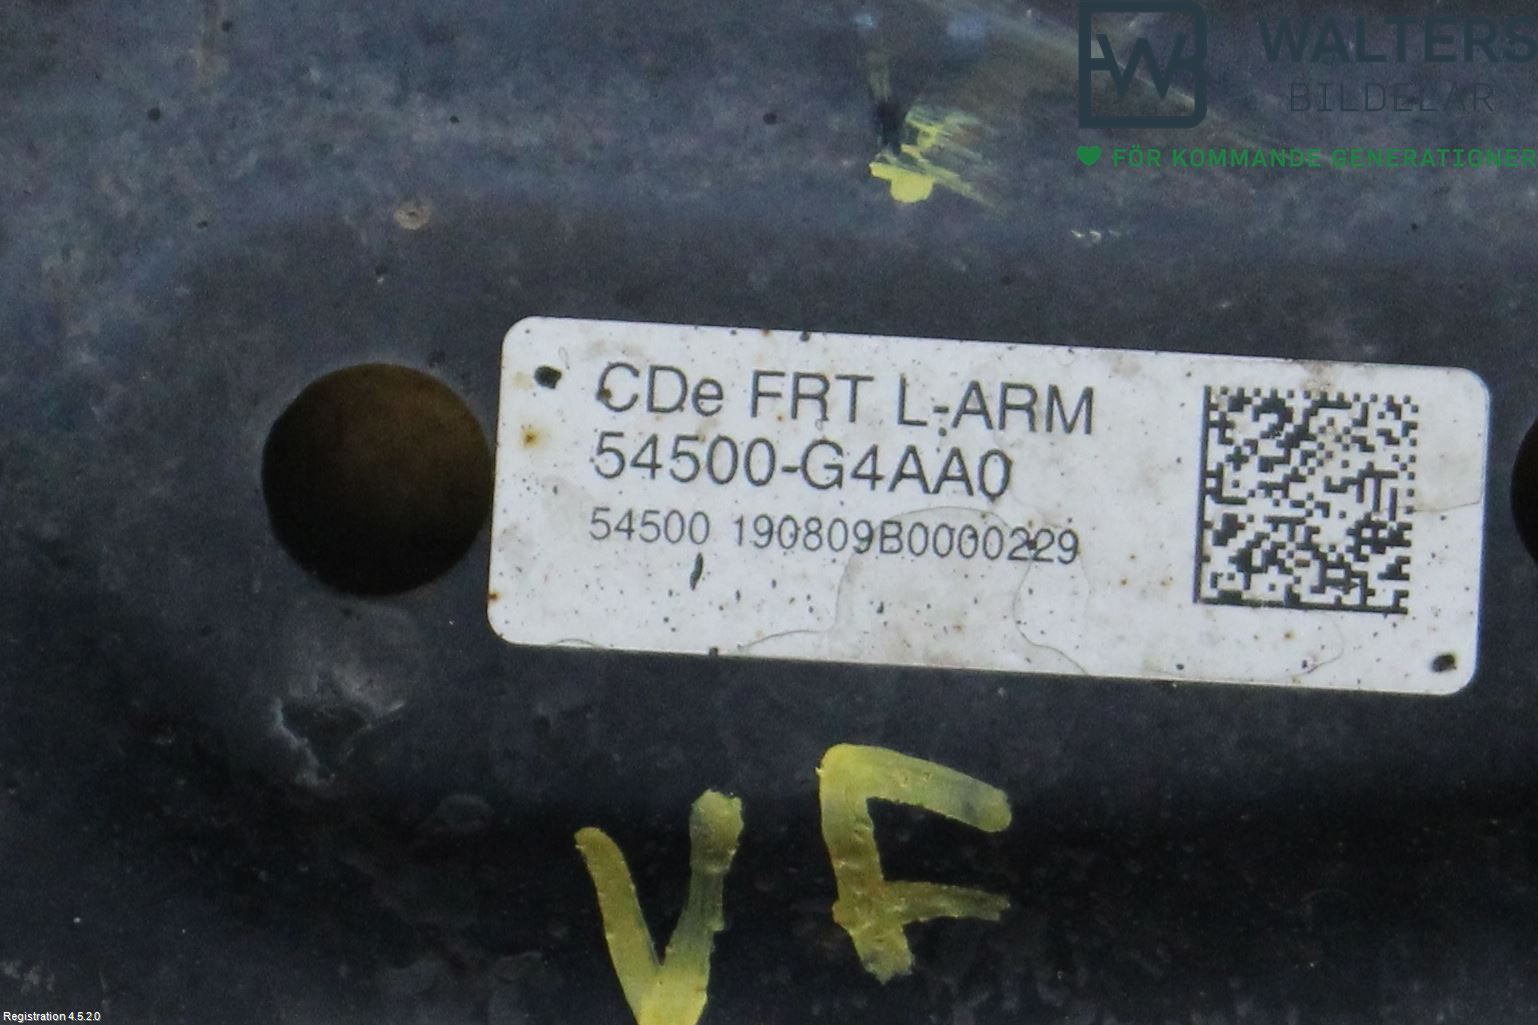 WALTERS
BILDELAR
FÖR KOMMANDE GENERATIONER
CDe FRT L-ARM
54500-G4AA0
54500 190809B0000229
VF
Registration 4.5.2.0